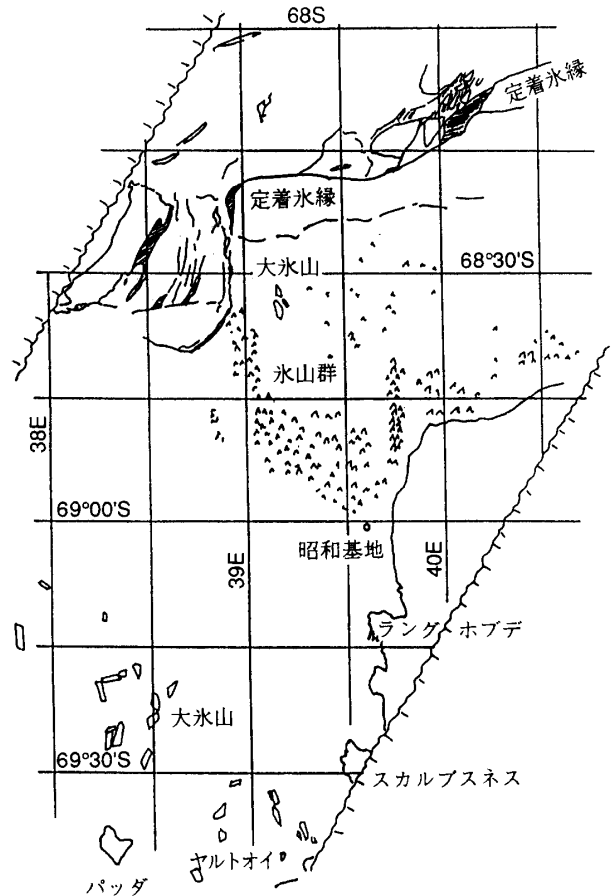 68S
定着氷縁
定着氷縁
大氷山
68°30'S
氷山群
38E
69°00'S
昭和基地
39E
40E
ラングホブデ
大氷山
69°30'S
スカルブスネス
ヤルトオイ
パッダ